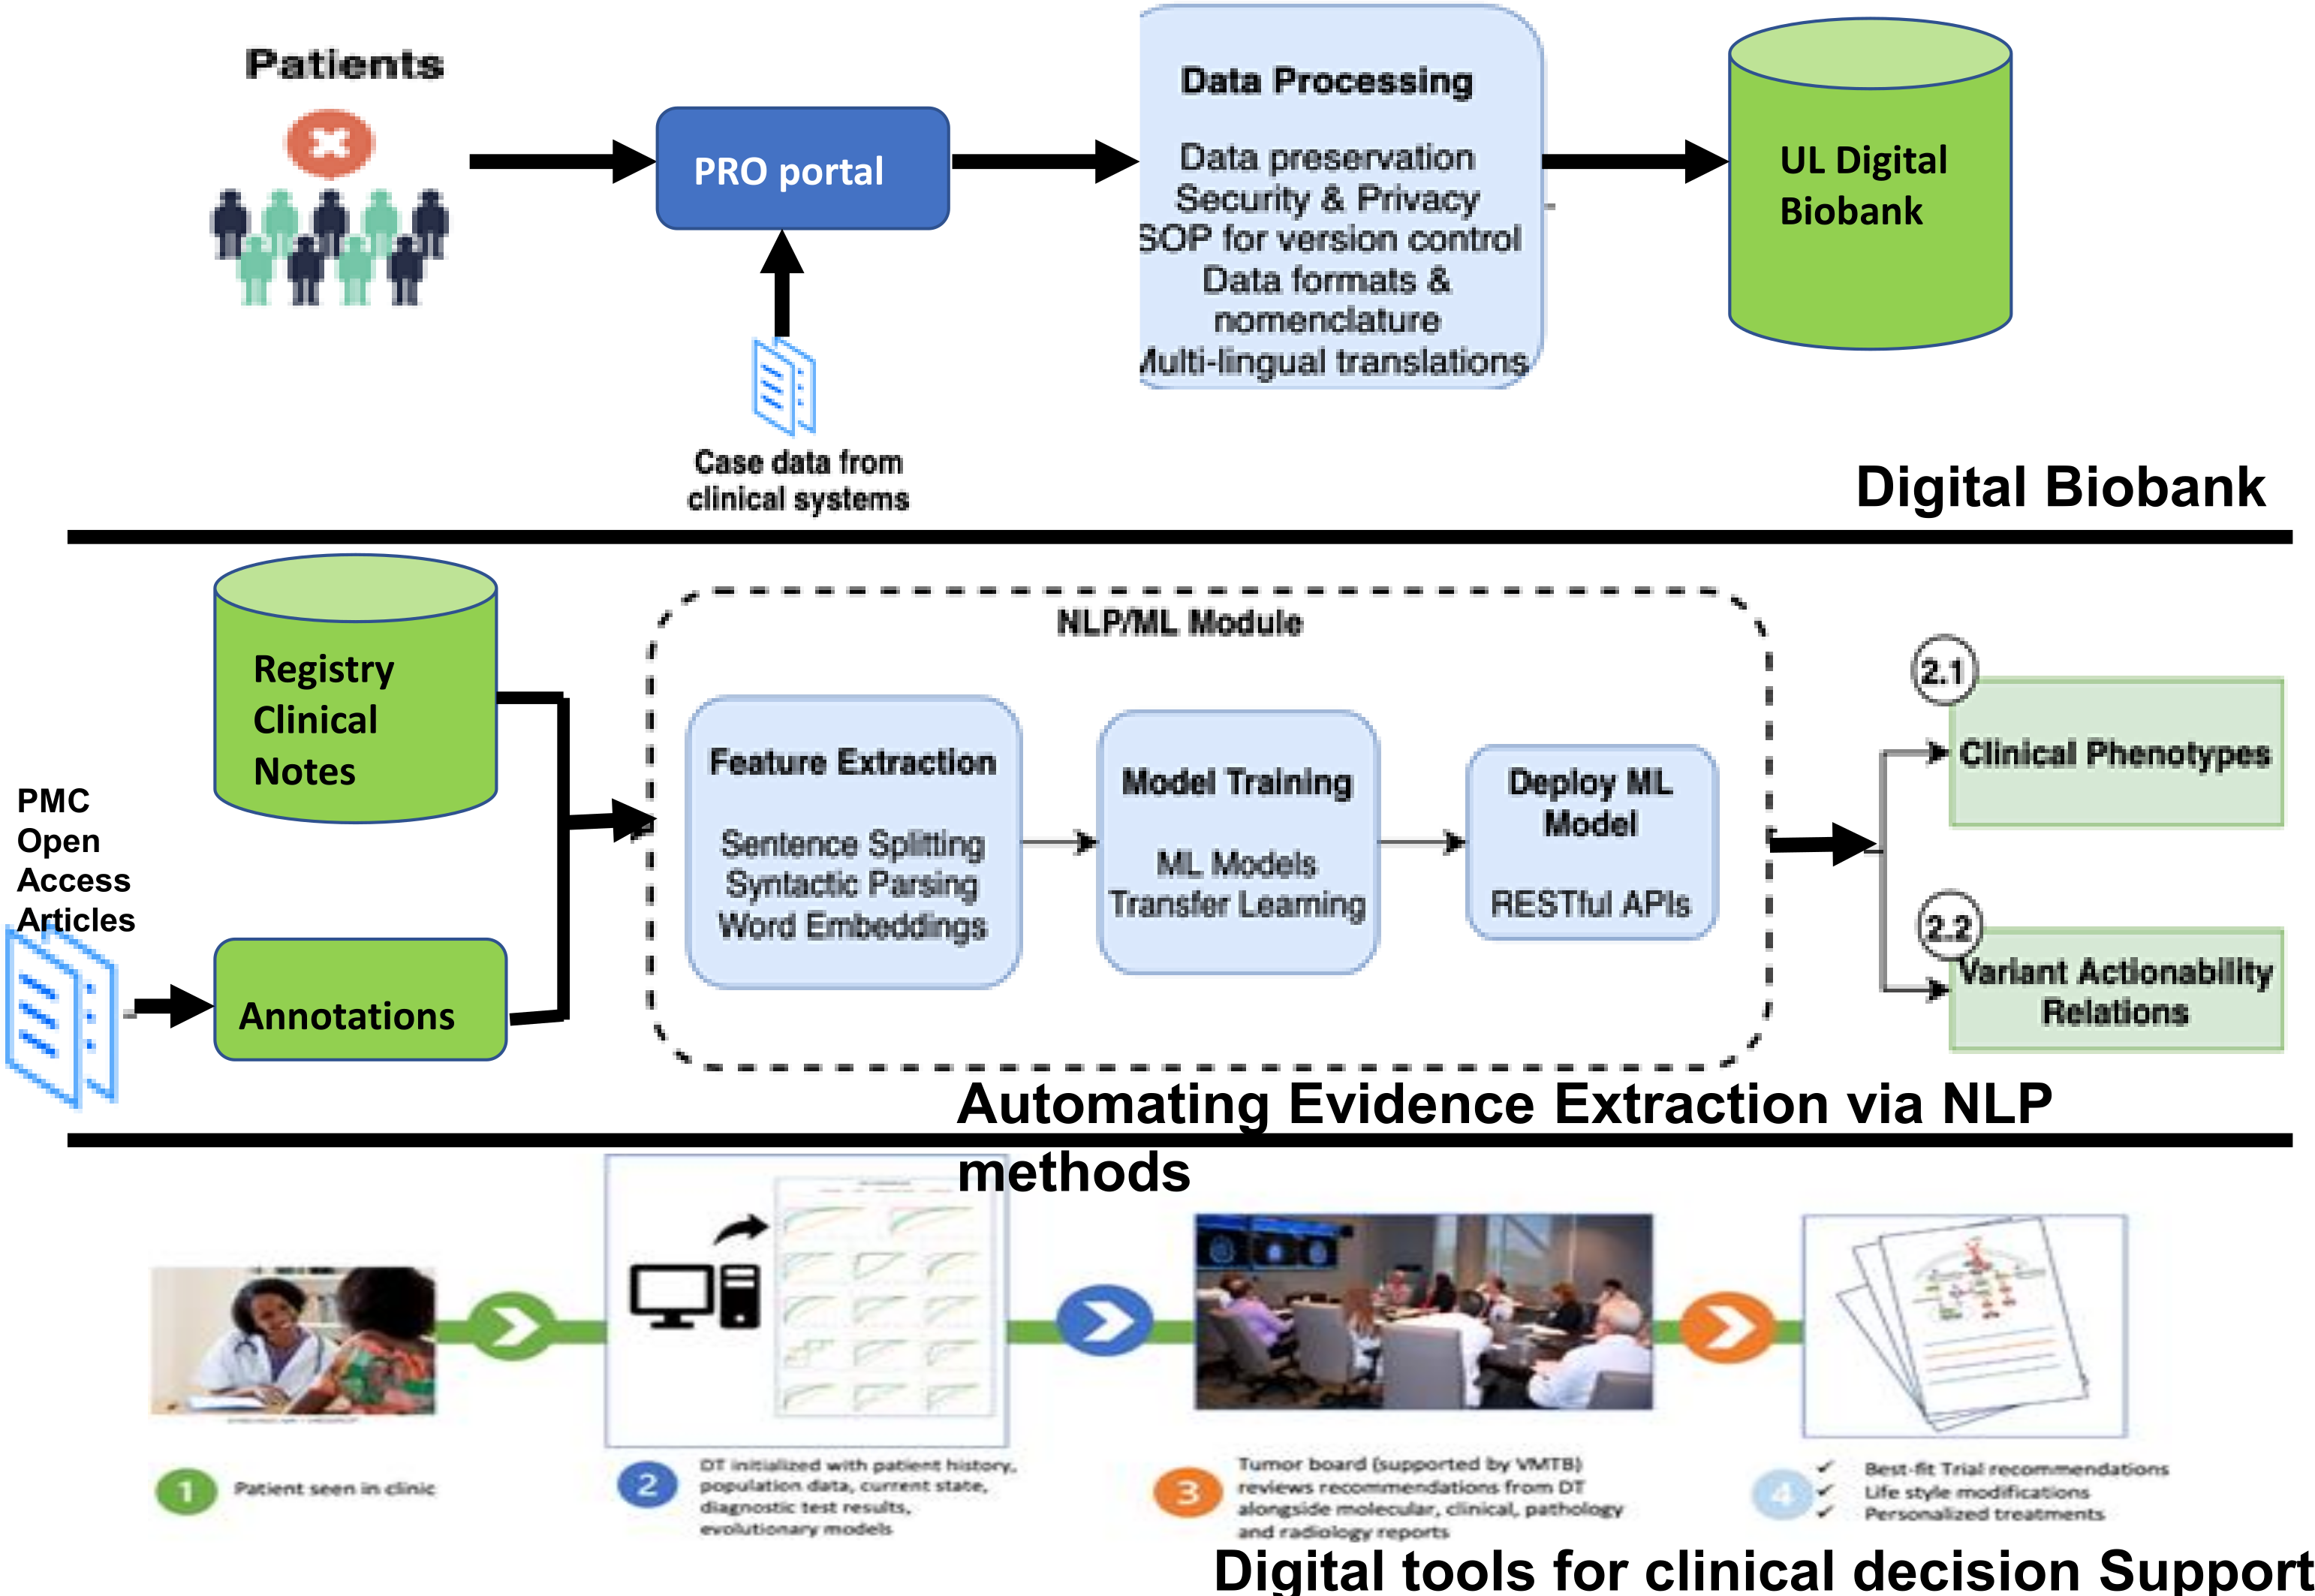 Patients
PRO portal
Case data from
clinical systems
Data Processing
Data preservation
Security & Privacy
SOP for version control
Data formats &
nomenclature
Multi-lingual translations
UL Digital
Biobank
Digital Biobank
Registry
Clinical
Notes
PMC
Open
Access
Articles
Annotations
NLP/ML Module
Feature Extraction
Sentence Splitting
Syntactic Parsing
Word Embeddings
Model Training
ML Models
Transfer Learning
Deploy ML
Model
RESTful APIs
2.1
Clinical Phenotypes
2.2
Variant Actionability
Relations
Automating Evidence Extraction via NLP
methods
1
Patient seen in clinic
2
DT initialized with patient history,
population data, current state,
diagnostic test results,
evolutionary models
3
Tumor board (supported by VMTB)
reviews recommendations from DT
alongside molecular, clinical, pathology
and radiology reports
4
✓ Best-fit Trial recommendations
✓ Life style modifications
✓ Personalized treatments
Digital tools for clinical decision Support